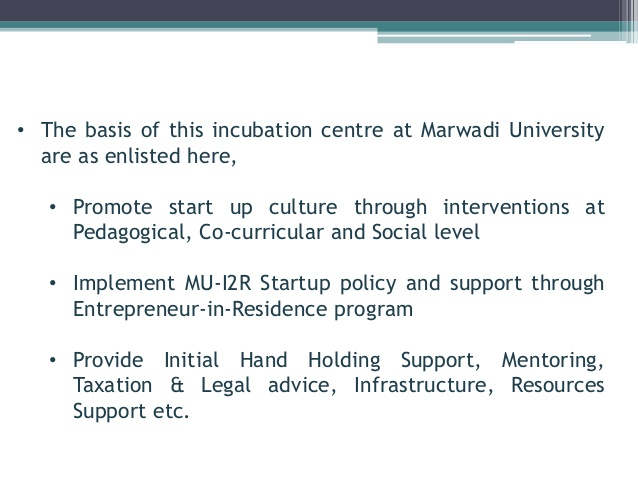 • The basis of this incubation centre at Marwadi University
are as enlisted here,
• Promote start up culture through interventions at
Pedagogical, Co-curricular and Social level
• Implement MU-I2R Startup policy and support through
Entrepreneur-in-Residence program
• Provide Initial Hand Holding Support, Mentoring,
Taxation & Legal advice, Infrastructure, Resources
Support etc.